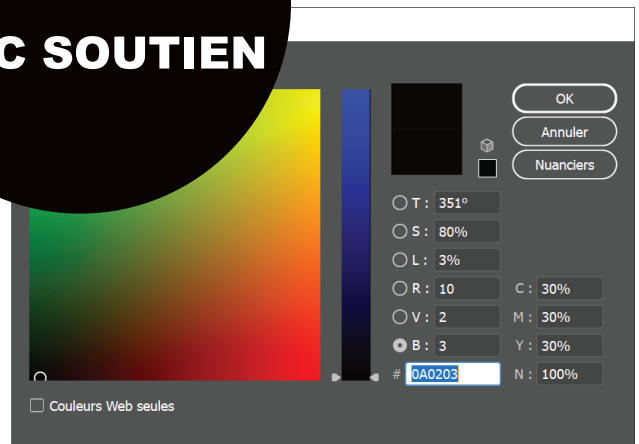 C SOUTIEN
OK
Annuler
Nuanciers
T : 351°
S : 80%
L : 3%
R : 10 C : 30%
V : 2 M : 30%
B : 3 Y : 30%
# 0A0203 N : 100%
Couleurs Web seules